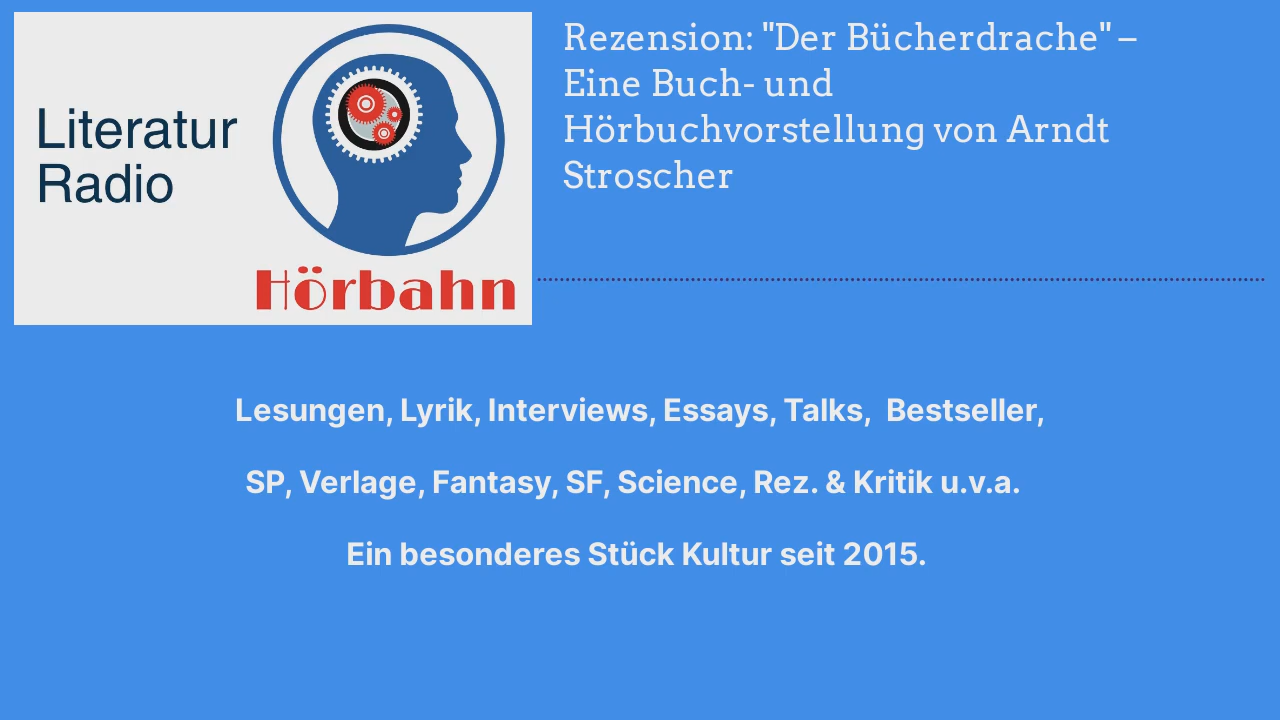 Literatur
Radio
Hörbahn
Rezension: "Der Bücherdrache" –
Eine Buch- und
Hörbuchvorstellung von Arndt
Stroscher
Lesungen, Lyrik, Interviews, Essays, Talks,  Bestseller,
SP, Verlage, Fantasy, SF, Science, Rez. & Kritik u.v.a.
Ein besonderes Stück Kultur seit 2015.